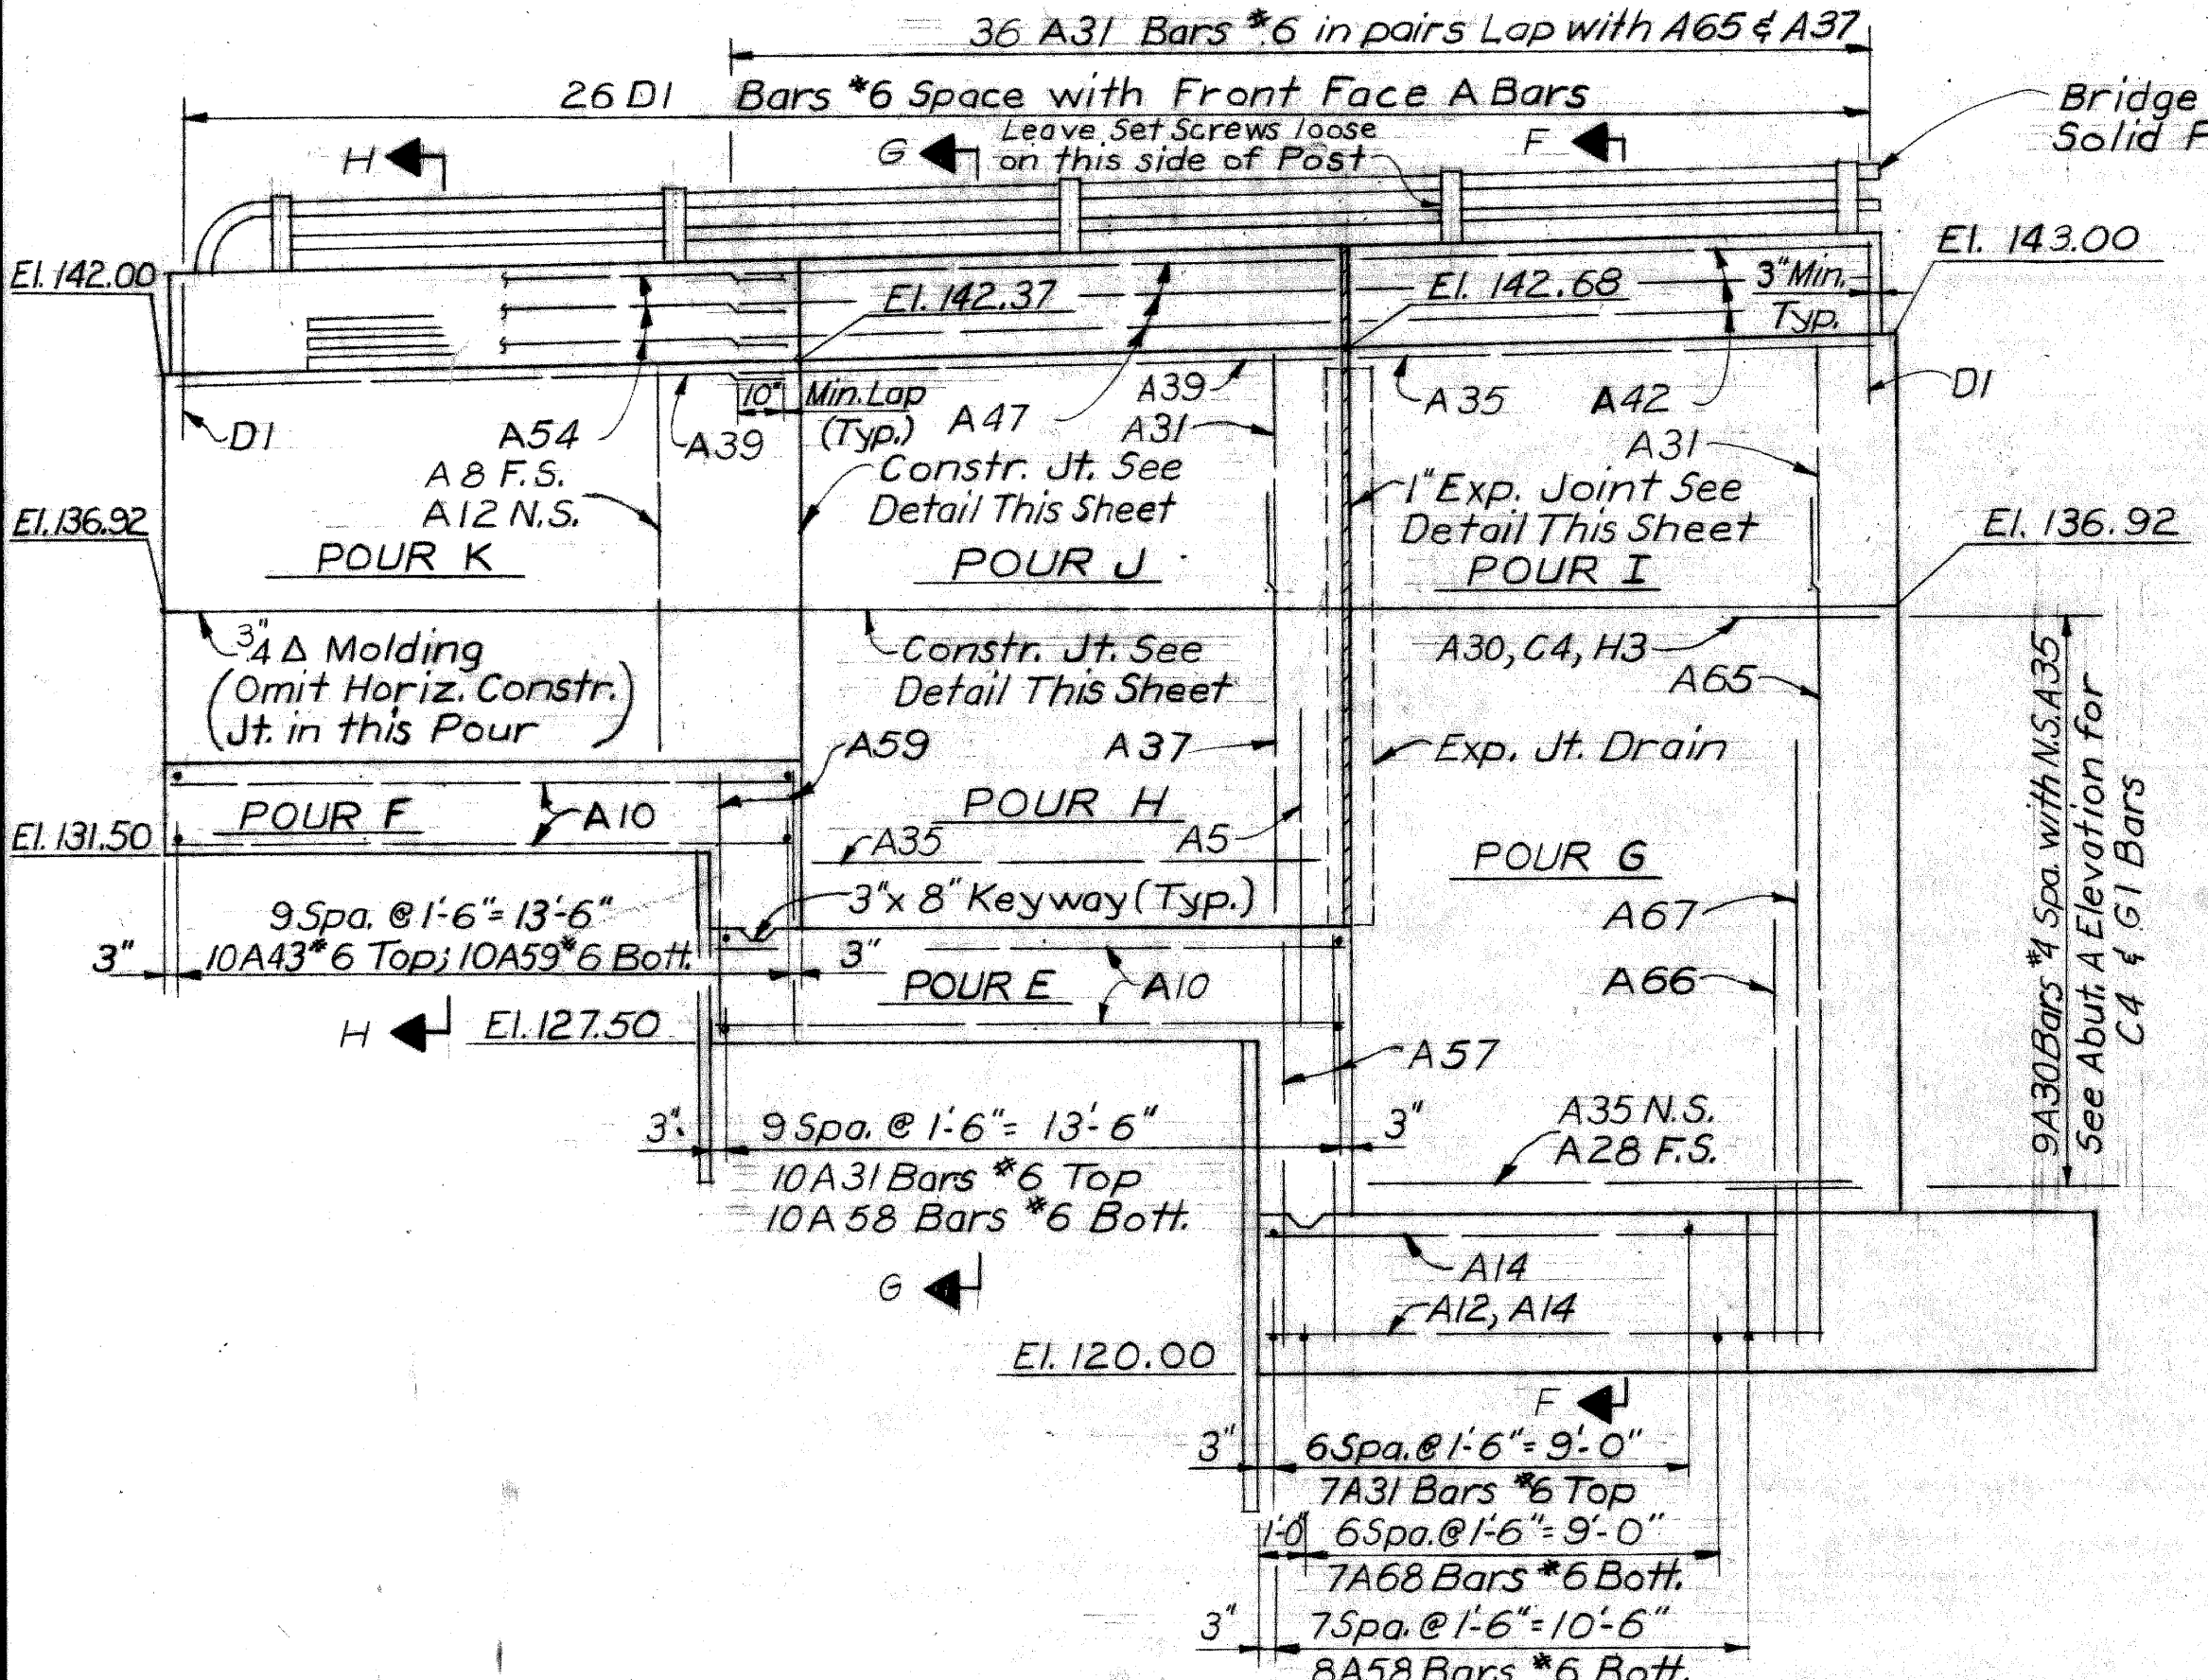 36 A31 Bars #6 in pairs Lap with A65 & A37
26 D1 Bars #6 Space with Front Face A Bars
Bridge
Solid
H
G
Leave Set Screws loose
on this side of Post
F
El. 142.00
El. 142.37
El. 142.68
3" Min.
Typ.
El. 143.00
10" Min. Lap
(Typ.)
D1
A54
A39
A47
A39
A35
A42
D1
A8 F.S.
A12 N.S.
A31
A31
Constr. Jt. See
Detail This Sheet
1" Exp. Joint See
Detail This Sheet
El. 136.92
POUR K
POUR J
POUR I
El. 136.92
3/4" Δ Molding
(Omit Horiz. Constr.
Jt. in this Pour)
Constr. Jt. See
Detail This Sheet
A30, C4, H3
A65
A59
A37
Exp. Jt. Drain
POUR F
A10
POUR H
El. 131.50
A35
A5
POUR G
9 Spa. @ 1'-6" = 13'-6"
3" x 8" Keyway (Typ.)
A67
3"
10A43 #6 Top; 10A59 #6 Bott.
3"
POUR E
A10
A66
H
El. 127.50
A57
9A30 Bars #4 Spa. with N.S. A35
See Abut. A Elevation for
C4 & G1 Bars
3"
9 Spa. @ 1'-6" = 13'-6"
3"
A35 N.S.
A28 F.S.
10 A31 Bars #6 Top
10 A58 Bars #6 Bott.
G
A14
A12, A14
El. 120.00
F
3"
6 Spa. @ 1'-6" = 9'-0"
7A31 Bars #6 Top
1'-0"
6 Spa. @ 1'-6" = 9'-0"
7A68 Bars #6 Bott.
3"
7 Spa. @ 1'-6" = 10'-6"
8A58 Bars #6 Bott.